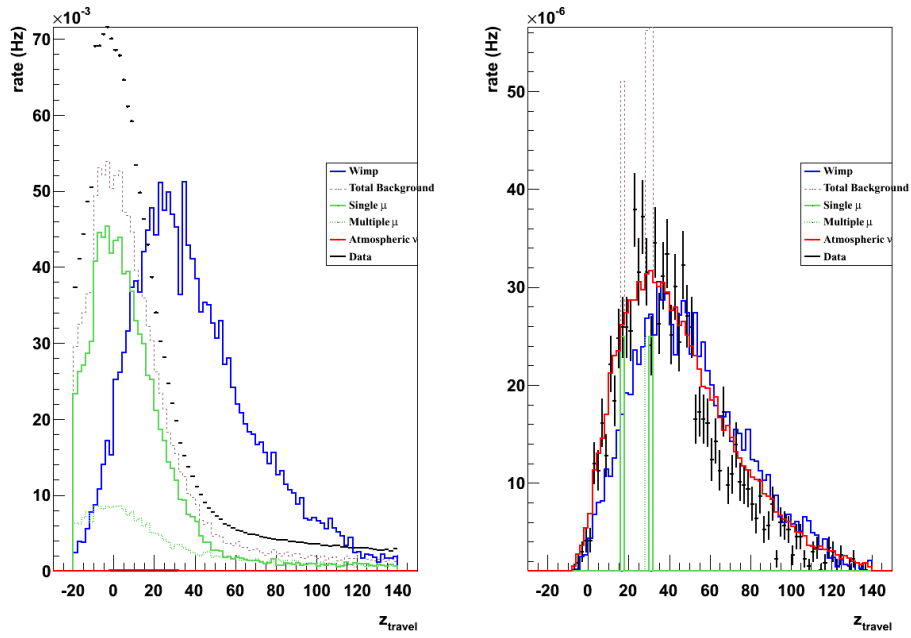 ×10⁻³
rate (Hz)
70
60
50
40
30
20
10
0
-20 0 20 40 60 80 100 120 140
z_travel
Wimp
Total Background
Single μ
Multiple μ
Atmospheric ν
Data
×10⁻⁶
rate (Hz)
50
40
30
20
10
-20 0 20 40 60 80 100 120 140
z_travel
Wimp
Total Background
Single μ
Multiple μ
Atmospheric ν
Data